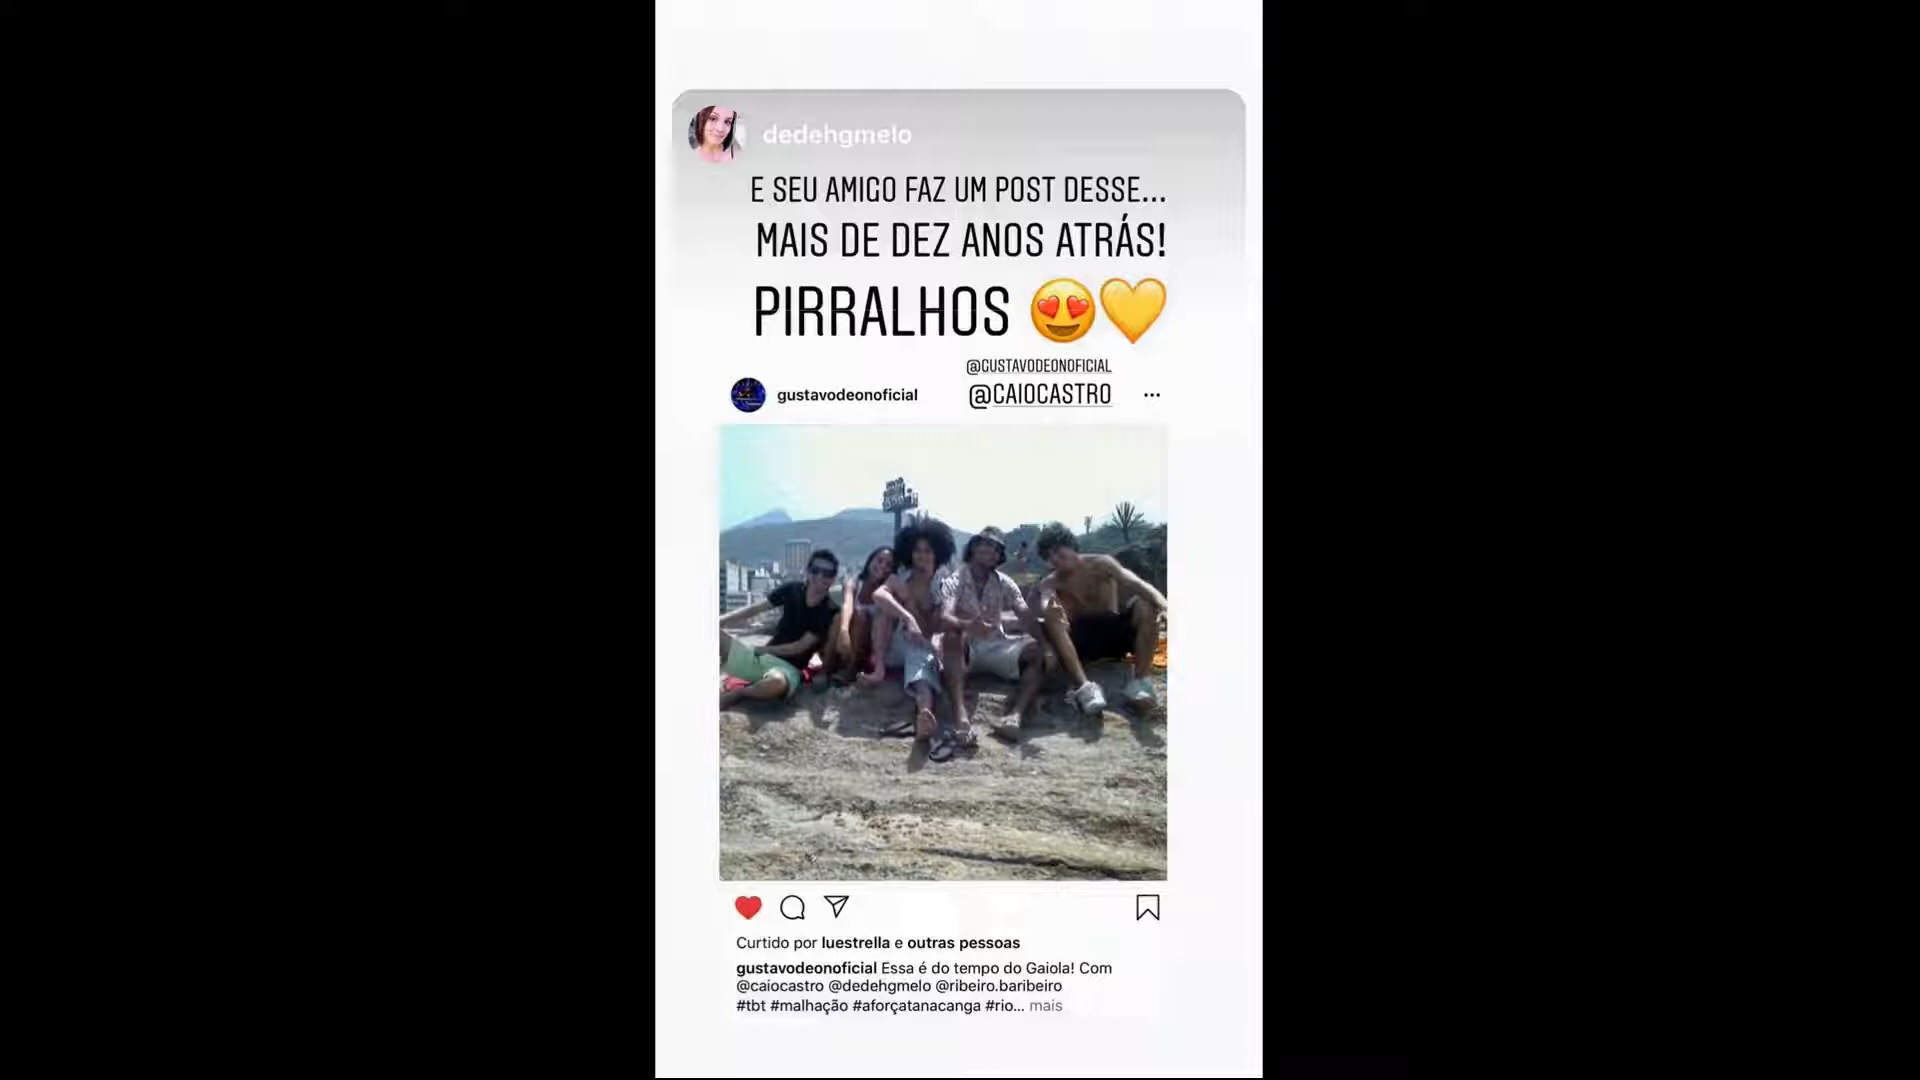 dedehgmelo
E SEU AMIGO FAZ UM POST DESSE...
MAIS DE DEZ ANOS ATRÁS!
PIRRALHOS 😍💛
@GUSTAVODEONOFICIAL
gustavodeonoficial @CAIOCASTRO
Curtido por luestrella e outras pessoas
gustavodeonoficial Essa é do tempo do Gaiola! Com
@caiocastro @dedehgmelo @ribeiro.baribeiro
#tbt #malhação #aforçatanacanga #rio... mais